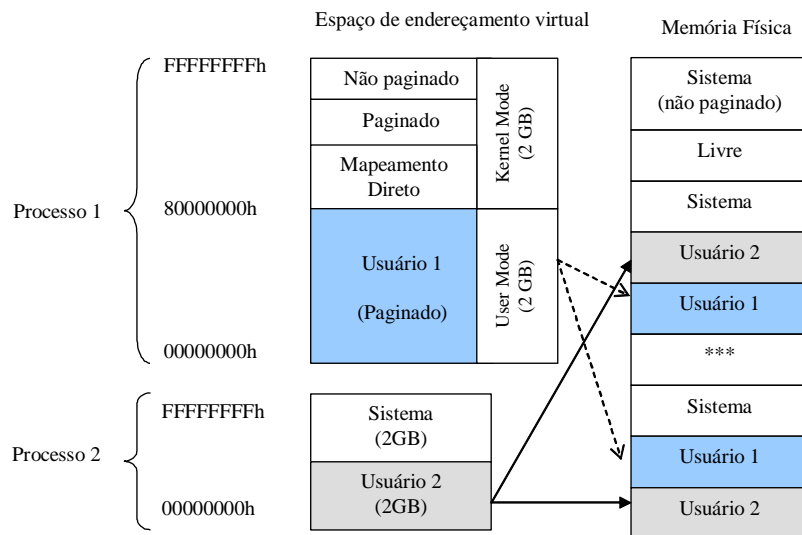 Espaço de endereçamento virtual
Memória Física
Processo 1
FFFFFFFFh
80000000h
00000000h
Não paginado
Paginado
Mapeamento
Direto
Kernel Mode
(2 GB)
Usuário 1
(Paginado)
User Mode
(2 GB)
Processo 2
FFFFFFFFh
00000000h
Sistema
(2GB)
Usuário 2
(2GB)
Sistema
(não paginado)
Livre
Sistema
Usuário 2
Usuário 1
***
Sistema
Usuário 1
Usuário 2